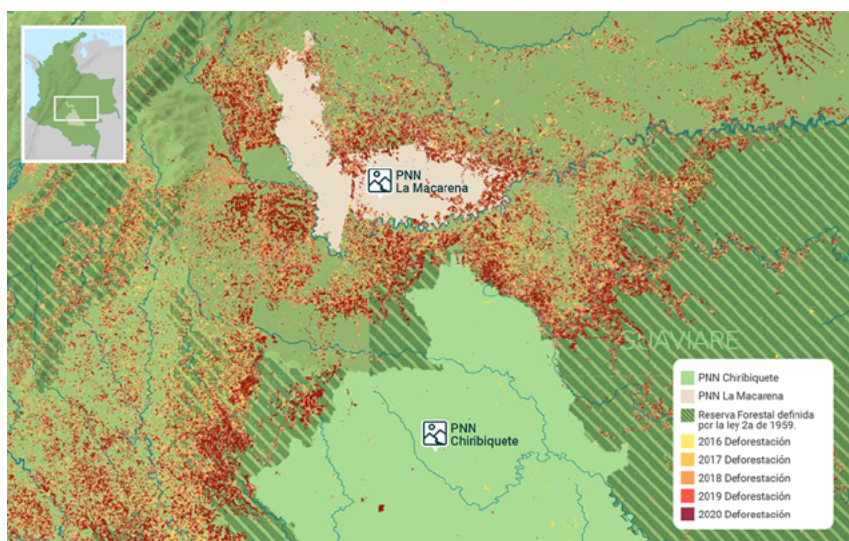 PNN
La Macarena
GUAVIARE
PNN
Chiribiquete
PNN Chiribiquete
PNN La Macarena
Reserva Forestal definida
por la ley 2a de 1959.
2016 Deforestación
2017 Deforestación
2018 Deforestación
2019 Deforestación
2020 Deforestación